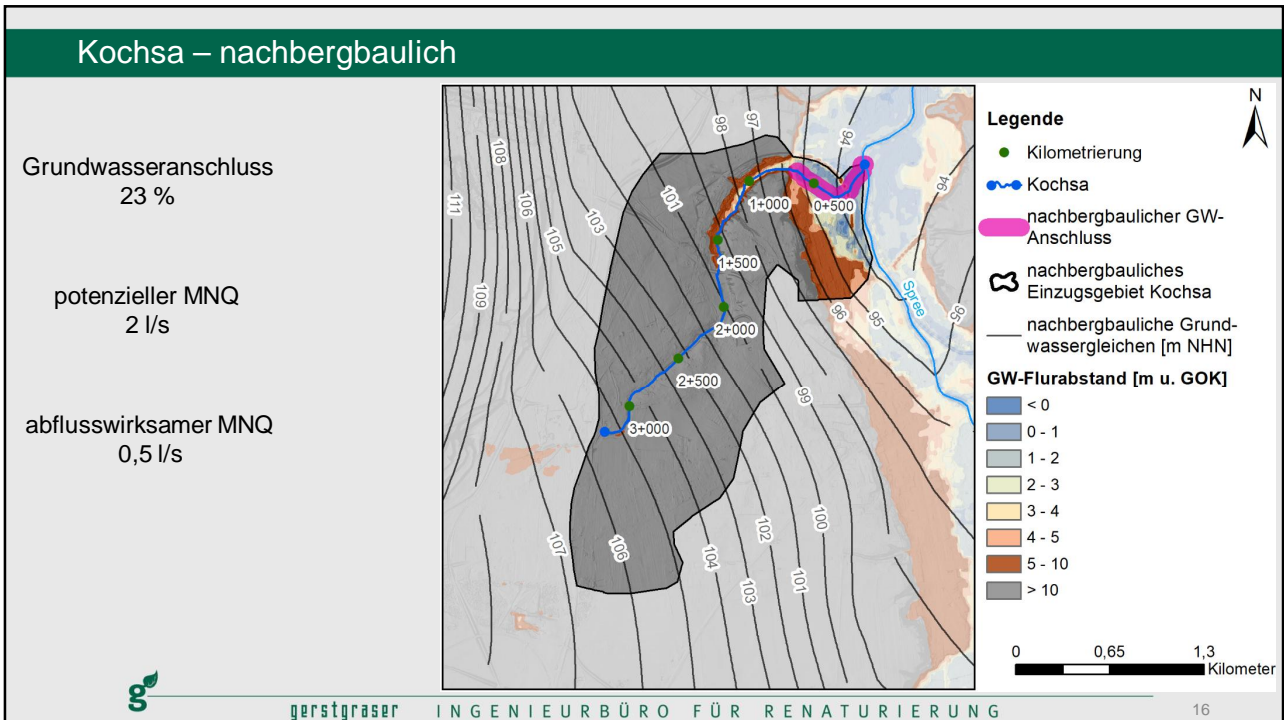 Kochsa – nachbergbaulich
Grundwasseranschluss
23 %
potenzieller MNQ
2 l/s
abflusswirksamer MNQ
0,5 l/s
111
109
108
106
105
103
101
98
97
94
94
0+500
1+000
1+500
2+000
2+500
3+000
Spree
96
95
95
99
100
101
102
103
104
106
107
N
Legende
Kilometrierung
Kochsa
nachbergbaulicher GW-
Anschluss
nachbergbauliches
Einzugsgebiet Kochsa
nachbergbauliche Grund-
wassergleichen [m NHN]
GW-Flurabstand [m u. GOK]
< 0
0 - 1
1 - 2
2 - 3
3 - 4
4 - 5
5 - 10
> 10
0 0,65 1,3
Kilometer
g
gerstgraser INGENIEURBÜRO FÜR RENATURIERUNG
16